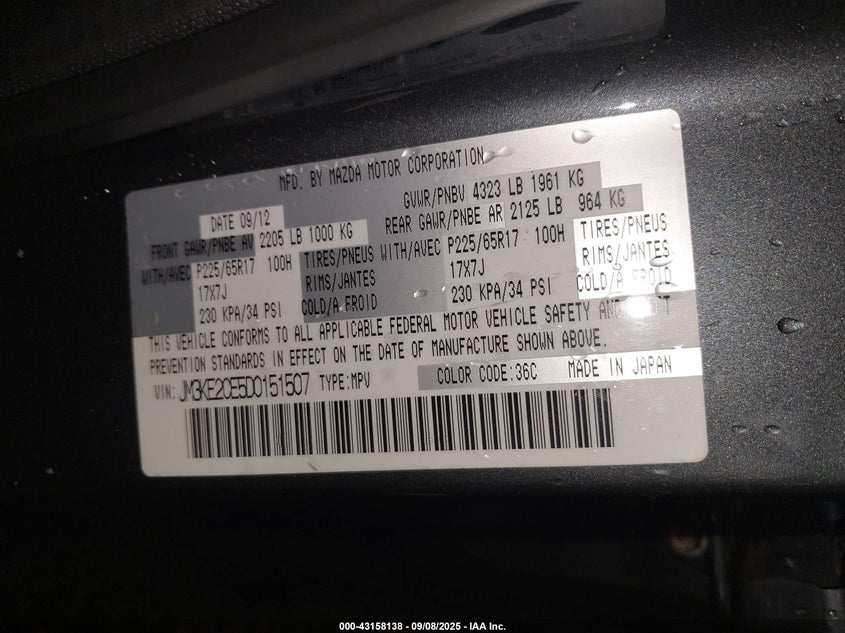 MFD. BY MAZDA MOTOR CORPORATION
DATE 09/12 GVWR/PNBV 4323 LB 1961 KG
FRONT GAWR/PNBE AV 2205 LB 1000 KG REAR GAWR/PNBE AR 2125 LB 964 KG
WITH/AVEC P225/65R17 100H TIRES/PNEUS WITH/AVEC P225/65R17 100H TIRES/PNEUS
17X7J RIMS/JANTES 17X7J RIMS/JANTES
230 KPA/34 PSI COLD/A FROID 230 KPA/34 PSI COLD/A FROID
THIS VEHICLE CONFORMS TO ALL APPLICABLE FEDERAL MOTOR VEHICLE SAFETY AND
PREVENTION STANDARDS IN EFFECT ON THE DATE OF MANUFACTURE SHOWN ABOVE.
VIN: JM3KE2CE5D0151507 TYPE:MPV COLOR CODE:36C MADE IN JAPAN
000-43158138 - 09/08/2025 - IAA Inc.